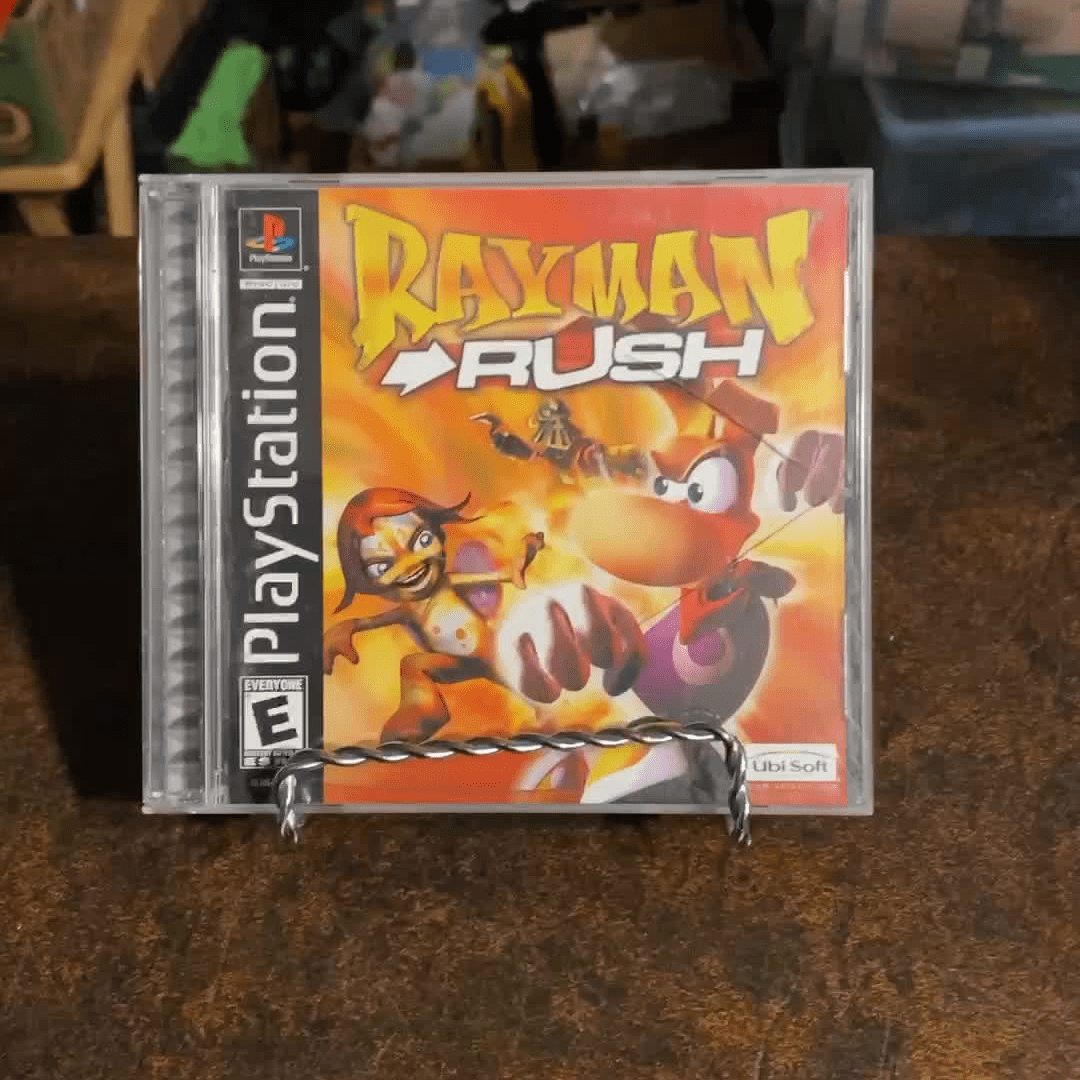 PlayStation
PlayStation
EVERYONE
E
RAYMAN
RUSH
Ubi Soft